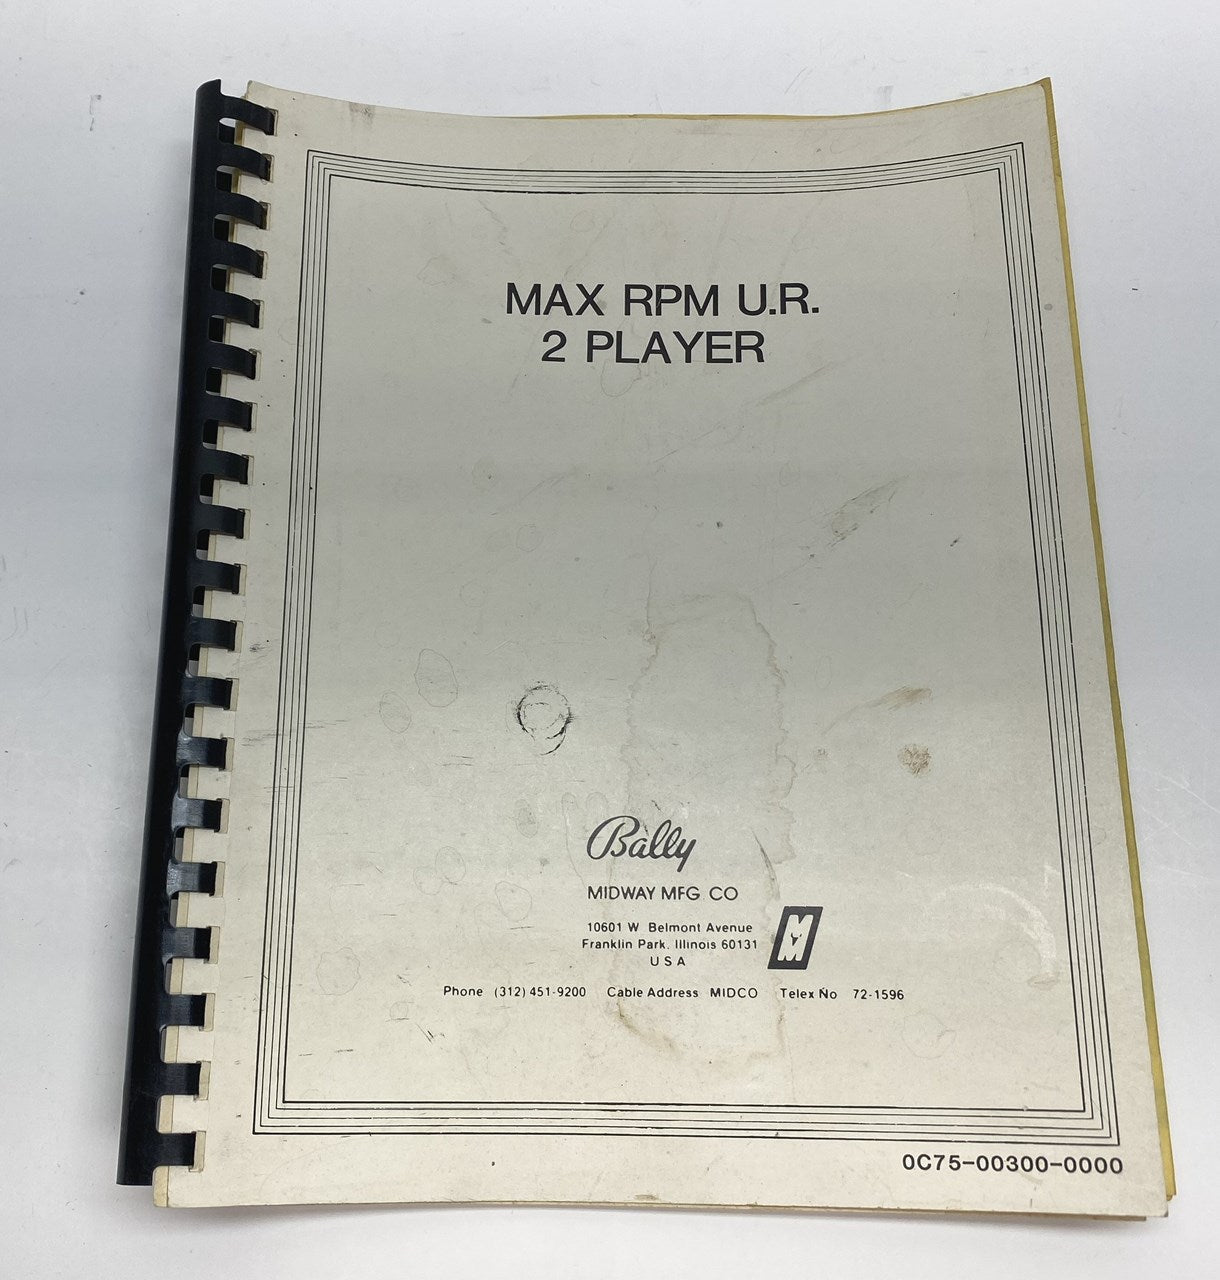 MAX RPM U.R.
2 PLAYER
Bally
MIDWAY MFG. CO
10601 W Belmont Avenue
Franklin Park, Illinois 60131
U S A
Phone (312) 451-9200 Cable Address MIDCO Telex No 72-1596
0C75-00300-0000